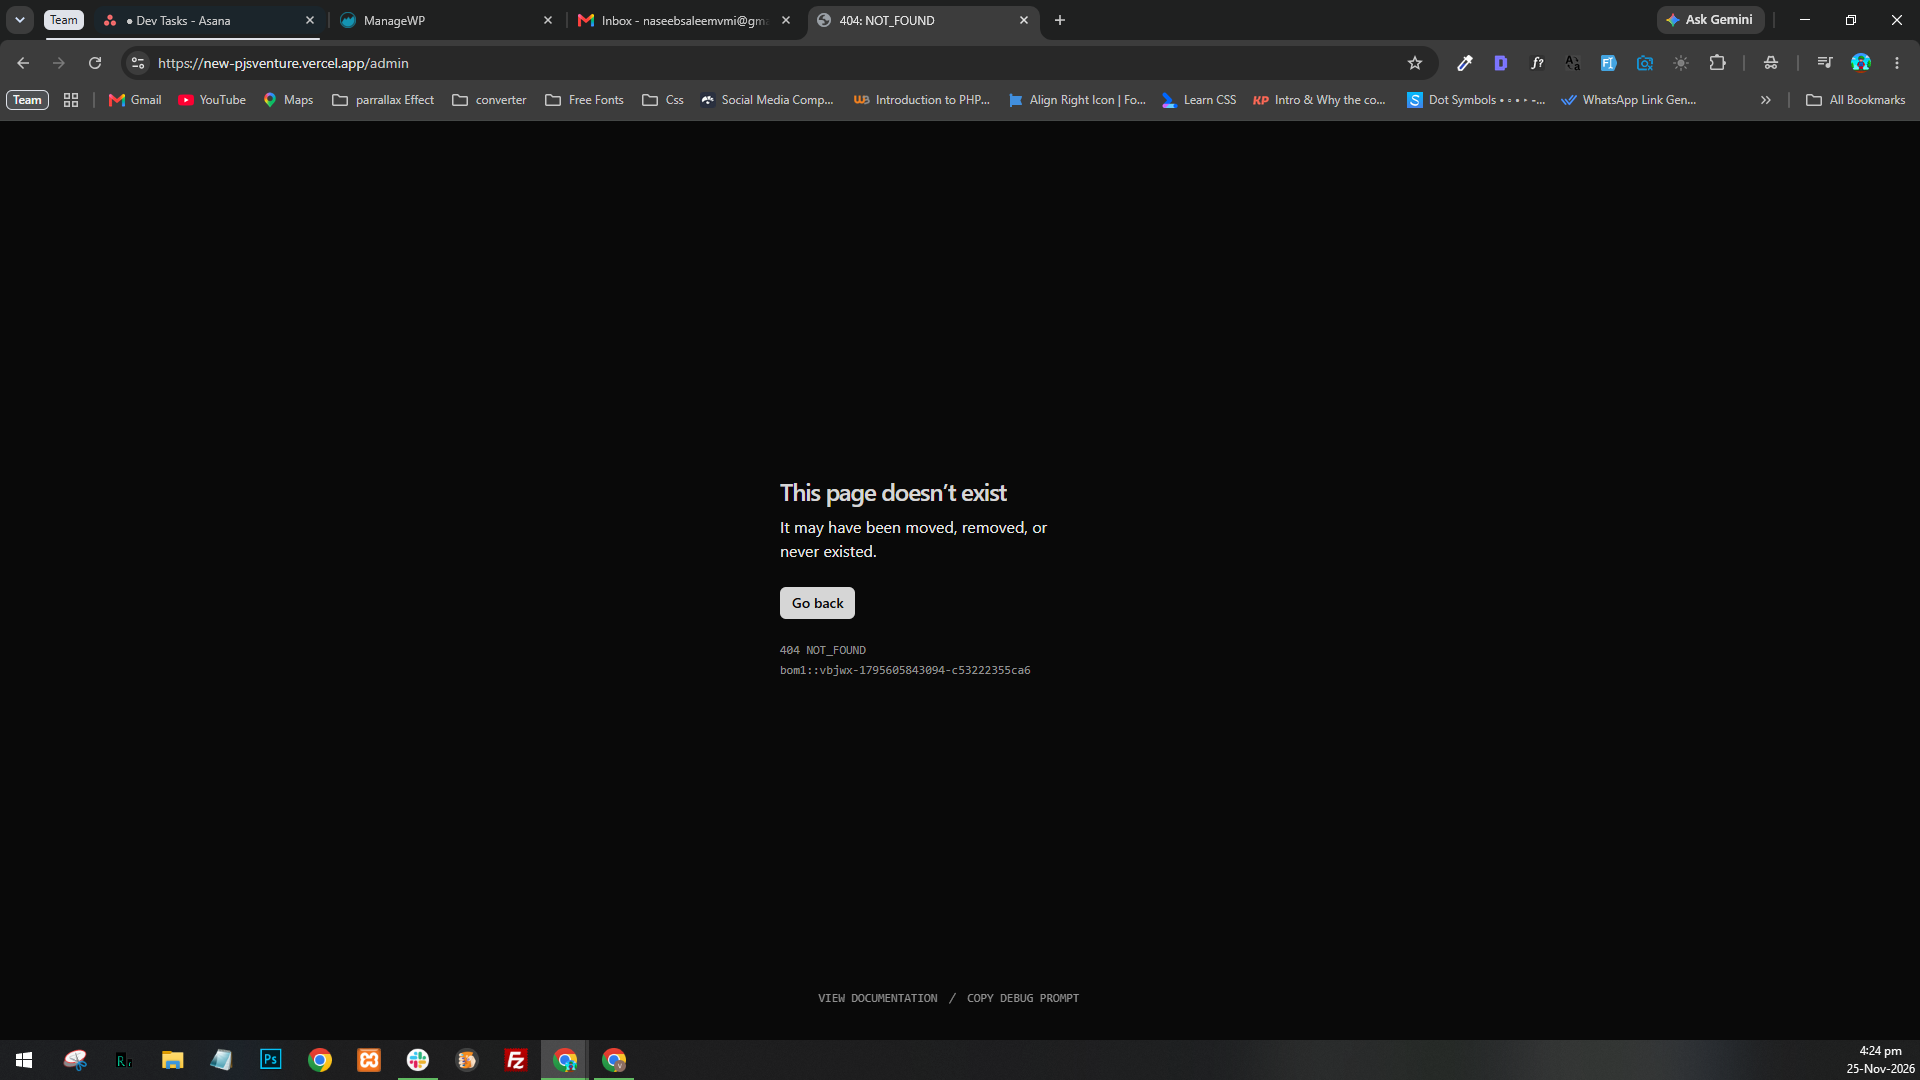 Team
• Dev Tasks - Asana
ManageWP
Inbox - naseebsaleemvmi@gma
404: NOT_FOUND
Ask Gemini
https://new-pjsventure.vercel.app/admin
Team
Gmail
YouTube
Maps
parrallax Effect
converter
Free Fonts
Css
Social Media Comp...
Introduction to PHP...
Align Right Icon | Fo...
Learn CSS
KP
Intro & Why the co...
S
Dot Symbols • ∘ • ‣ -...
WhatsApp Link Gen...
All Bookmarks
This page doesn’t exist
It may have been moved, removed, or
never existed.
Go back
404 NOT_FOUND
bom1::vbjwx-1795605843094-c53222355ca6
VIEW DOCUMENTATION / COPY DEBUG PROMPT
Ps
Fz
4:24 pm
25-Nov-2026